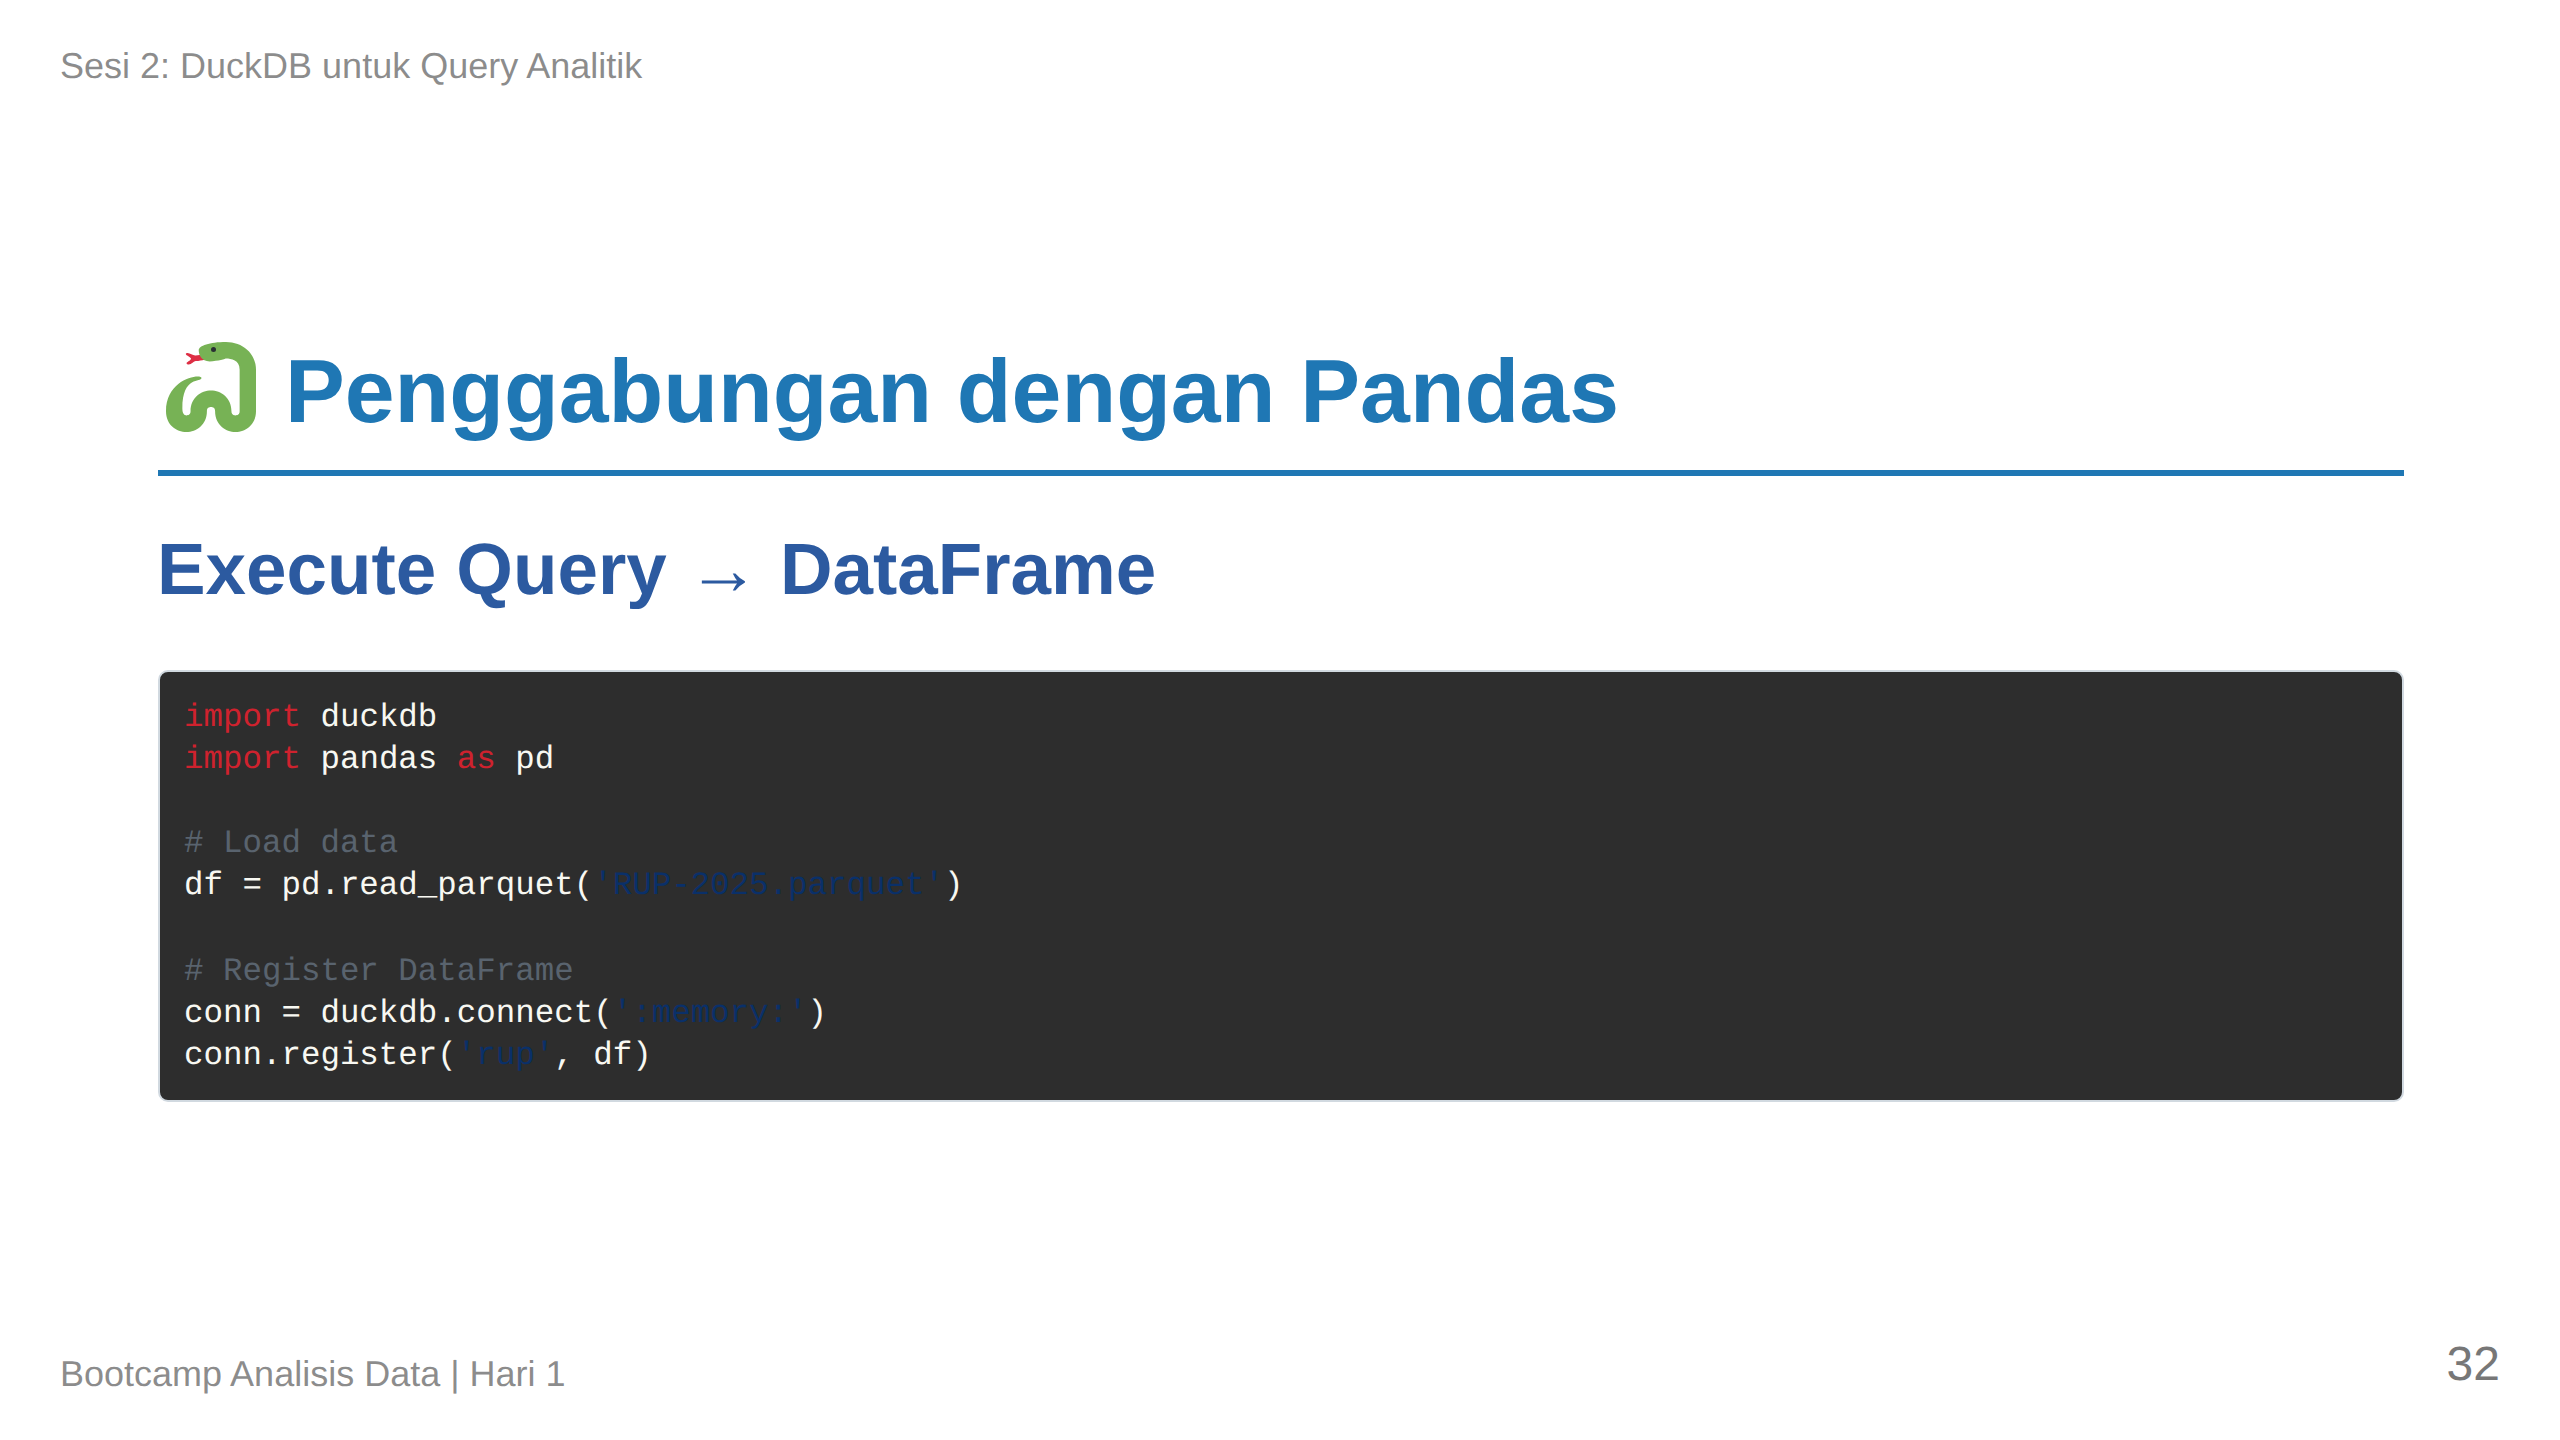 Sesi 2: DuckDB untuk Query Analitik
🐍 Penggabungan dengan Pandas
Execute Query → DataFrame
import duckdb
import pandas as pd
# Load data
df = pd.read_parquet('RUP-2025.parquet')
# Register DataFrame
conn = duckdb.connect(':memory:')
conn.register('rup', df)
Bootcamp Analisis Data | Hari 1
32